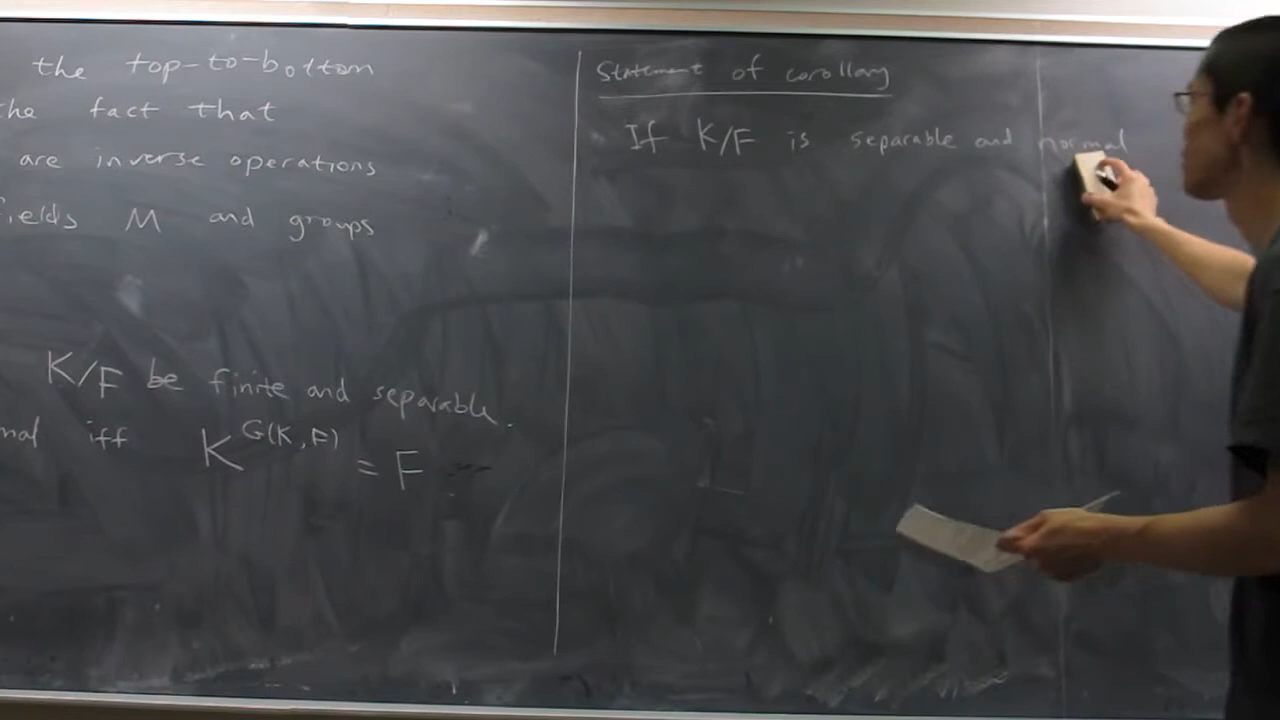 the top-to-bottom
the fact that
are inverse operations
fields M and groups
K/F be finite and separable.
iff K^G(K,F) = F
Statement of corollary
If K/F is separable and normal